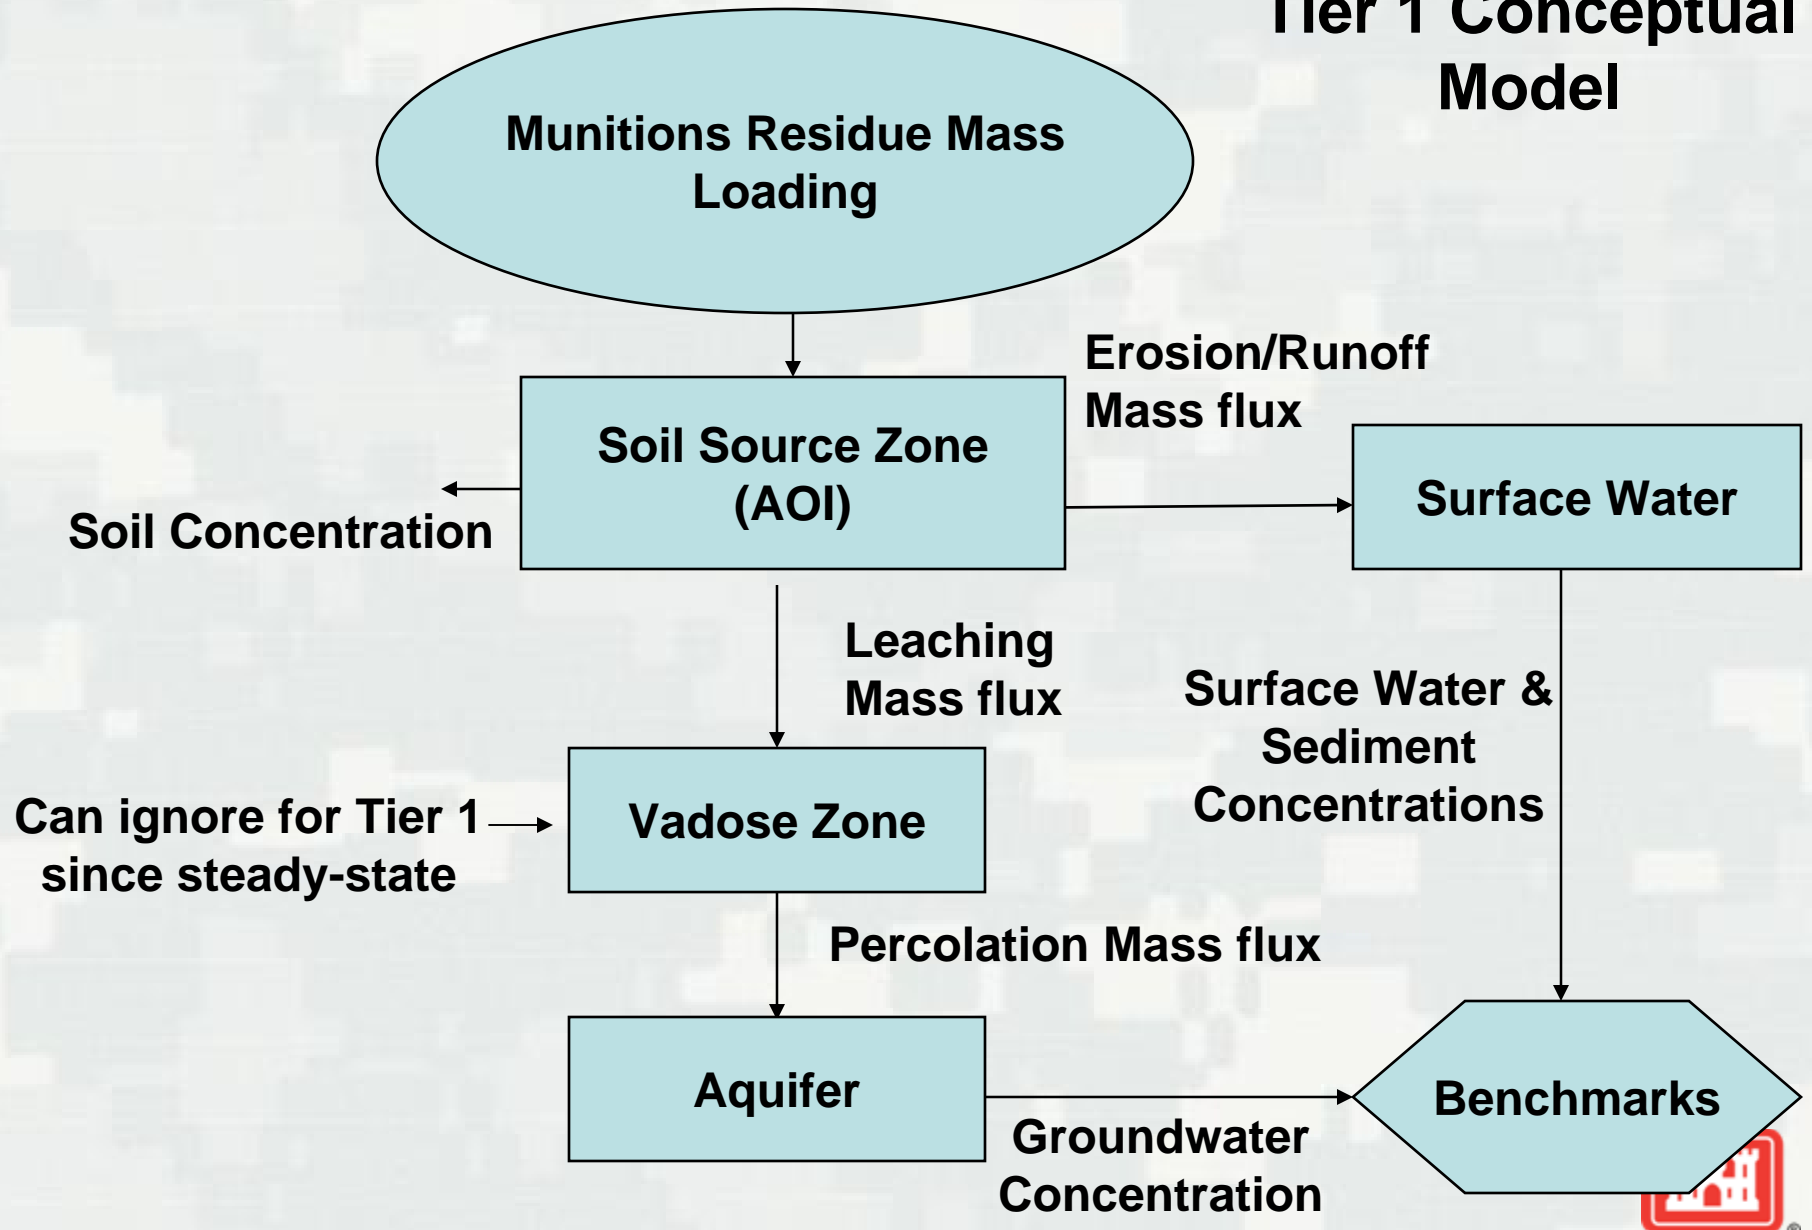 Tier 1 Conceptual
Model
Munitions Residue Mass
Loading
Erosion/Runoff
Mass flux
Soil Source Zone
(AOI)
Surface Water
Soil Concentration
Leaching
Mass flux
Surface Water &
Sediment
Concentrations
Can ignore for Tier 1
since steady-state
Vadose Zone
Percolation Mass flux
Aquifer
Benchmarks
Groundwater
Concentration
®